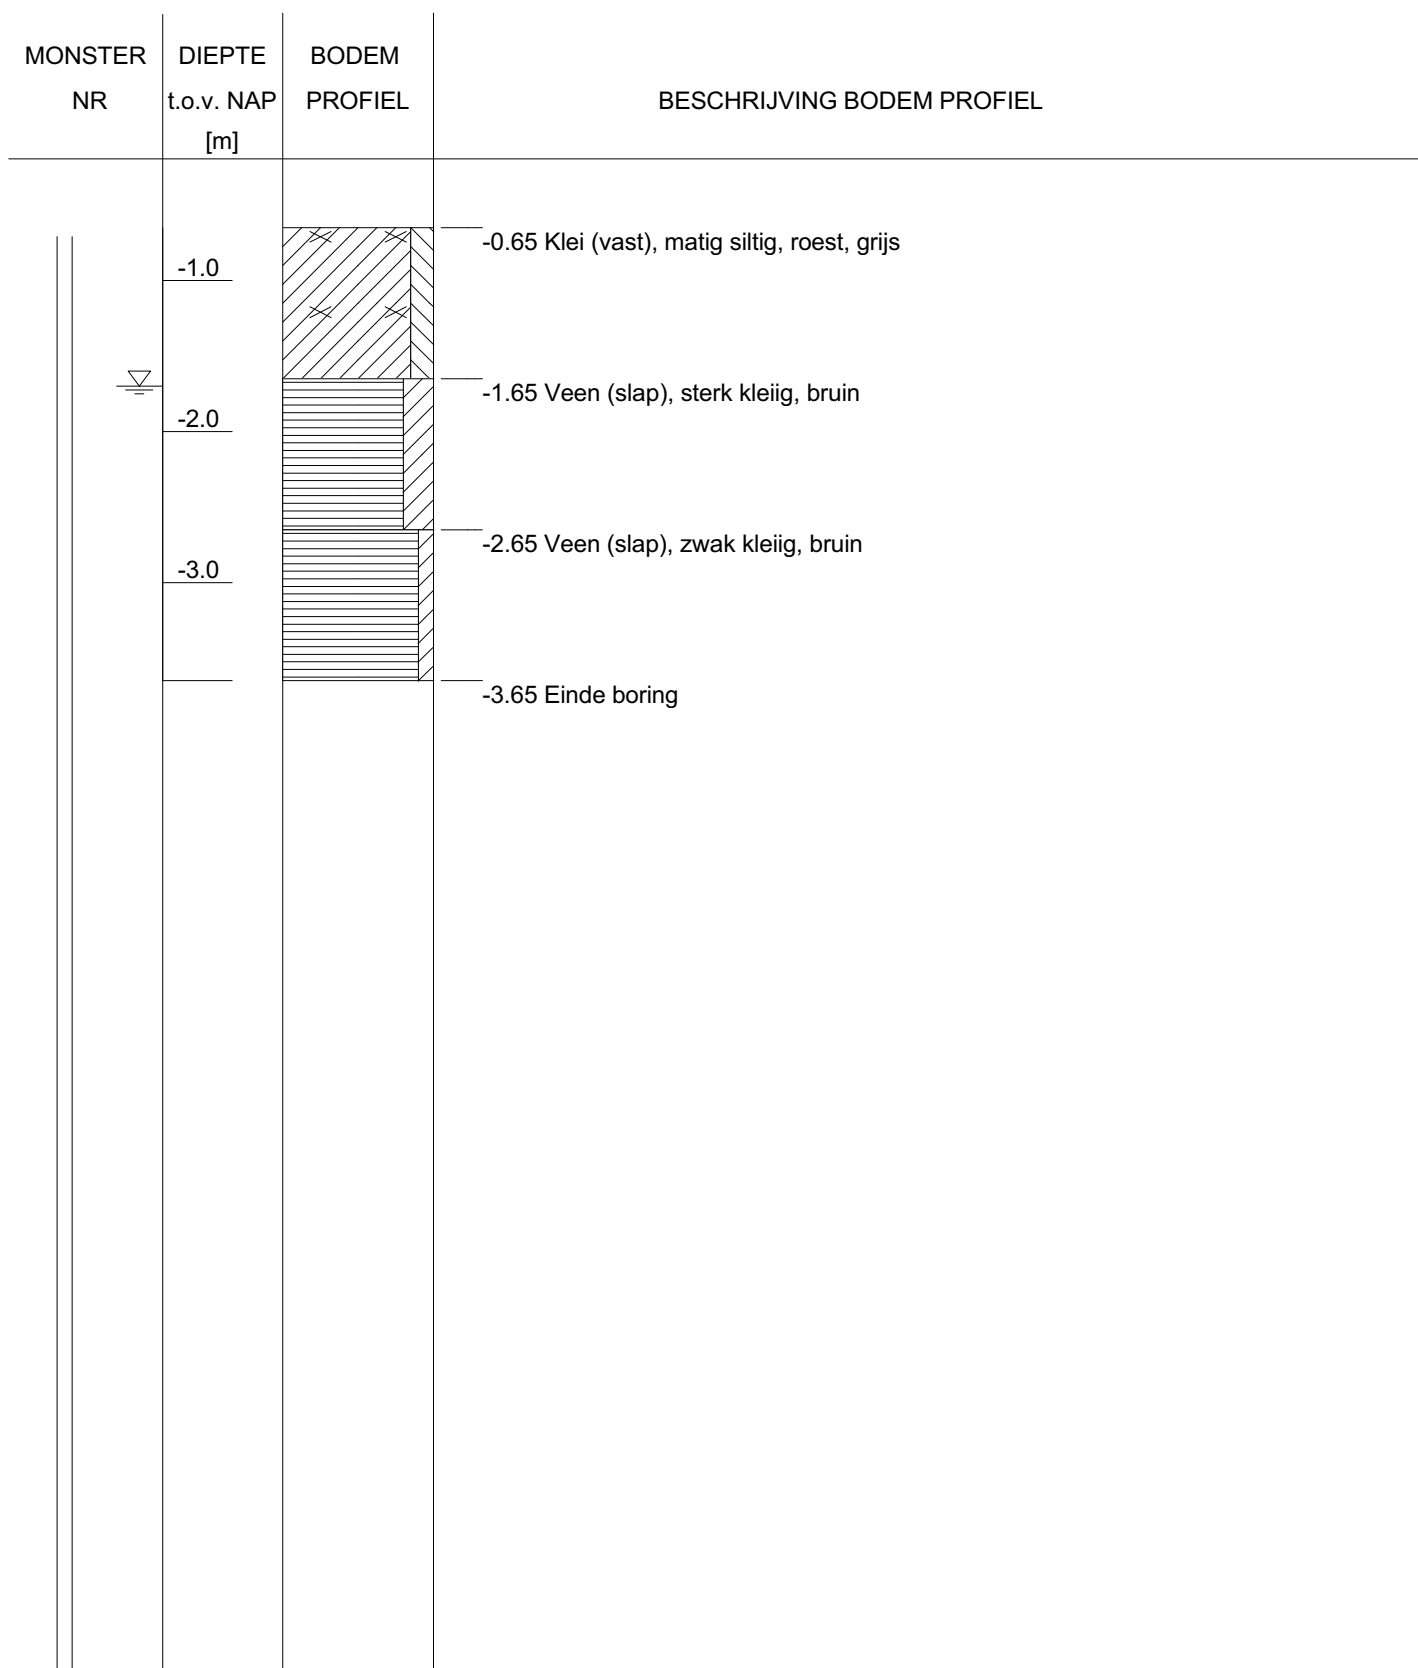 MONSTER DIEPTE BODEM
NR t.o.v. NAP PROFIEL BESCHRIJVING BODEM PROFIEL
[m]
-0.65 Klei (vast), matig siltig, roest, grijs
-1.0
-1.65 Veen (slap), sterk kleiig, bruin
-2.0
-2.65 Veen (slap), zwak kleiig, bruin
-3.0
-3.65 Einde boring